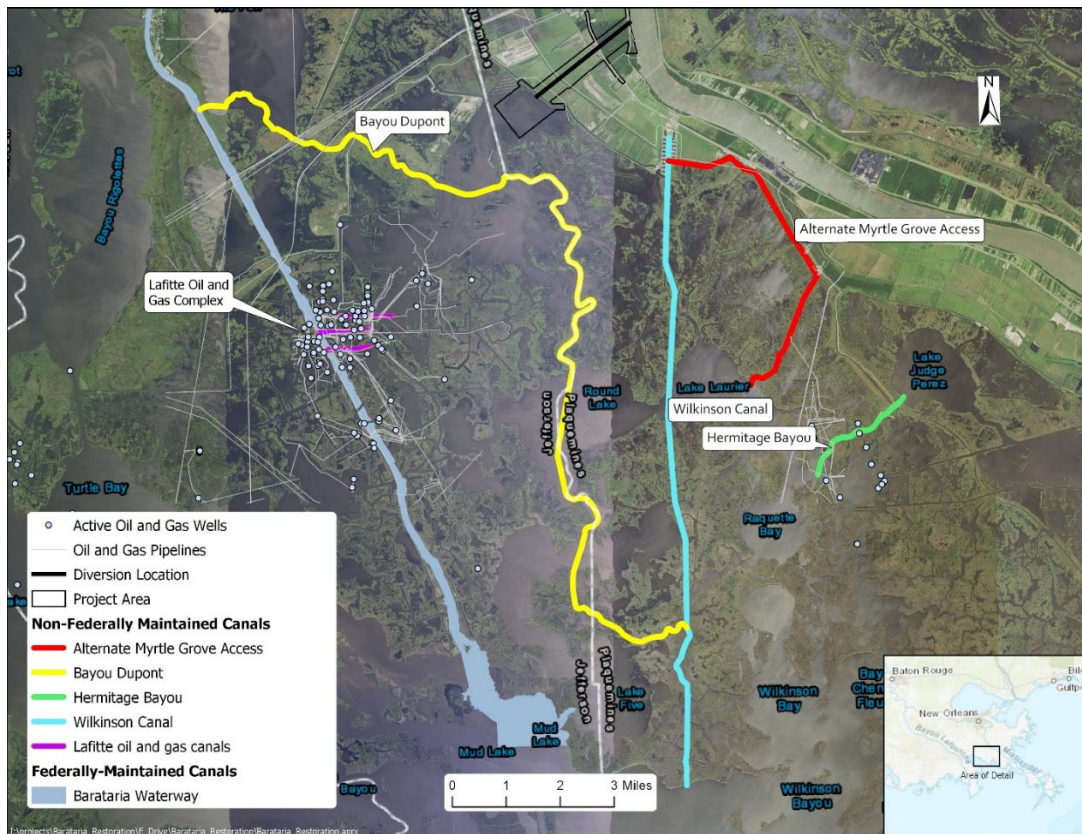 Plaquemines
N
Bayou Dupont
Bayou Rigolettes
Alternate Myrtle Grove Access
Lafitte Oil and
Gas Complex
Lake
Judge
Perez
Round
Lake
Lake Laurier
Jefferson
Plaquemines
Wilkinson Canal
Hermitage Bayou
Turtle Bay
Raquette
Bay
Active Oil and Gas Wells
Oil and Gas Pipelines
Diversion Location
Project Area
Non-Federally Maintained Canals
Alternate Myrtle Grove Access
Bayou Dupont
Hermitage Bayou
Wilkinson Canal
Lafitte oil and gas canals
Federally-Maintained Canals
Barataria Waterway
Jefferson
Plaquemines
Lake
Five
Wilkinson
Bay
Mud
Lake
Mud Lake
Bayou
0 1 2 3 Miles
Wilkinson
Bayou
Baton Rouge
New Orleans
Area of Detail